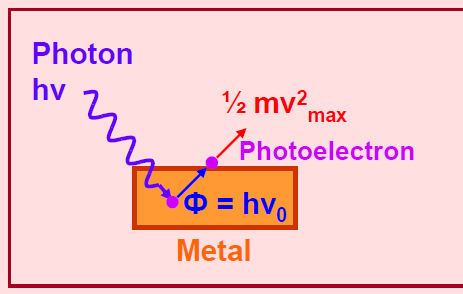 Photon
hν
½ mv²max
Photoelectron
Φ = hν₀
Metal